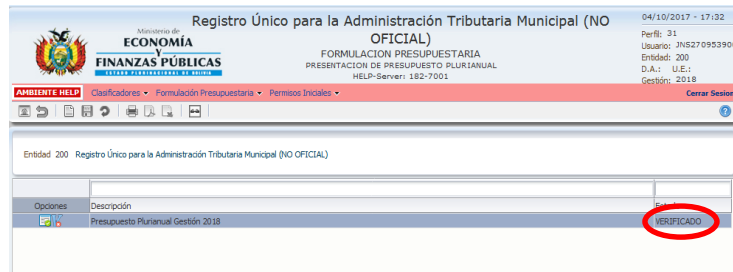 Registro Único para la Administración Tributaria Municipal (NO
OFICIAL)
FORMULACION PRESUPUESTARIA
PRESENTACION DE PRESUPUESTO PLURIANUAL
HELP-Server: 182-7001
Ministerio de
ECONOMÍA
Y
FINANZAS PÚBLICAS
ESTADO PLURINACIONAL DE BOLIVIA
04/10/2017 - 17:32
Perfil: 31
Usuario: JNS27095390
Entidad: 200
D.A.: U.E.:
Gestión: 2018
AMBIENTE HELP Clasificadores Formulación Presupuestaria Permisos Iniciales Cerrar Sesion
Entidad 200 Registro Único para la Administración Tributaria Municipal (NO OFICIAL)
Opciones Descripción
Presupuesto Plurianual Gestión 2018 VERIFICADO